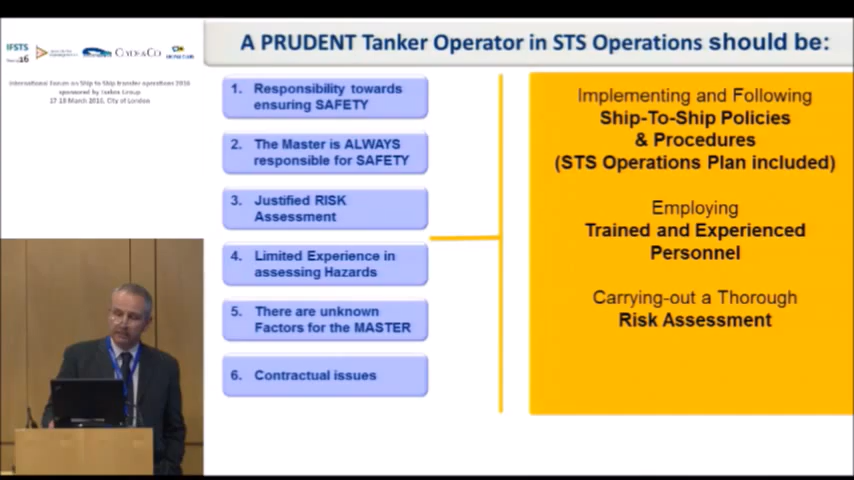 A PRUDENT Tanker Operator in STS Operations should be:
IFSTS
16
CLYDE&CO
International Forum on Ship to Ship transfer operations 2016
17 18 March 2016, City of London
1. Responsibility towards
ensuring SAFETY
2. The Master is ALWAYS
responsible for SAFETY
3. Justified RISK
Assessment
4. Limited Experience in
assessing Hazards
5. There are unknown
Factors for the MASTER
6. Contractual issues
Implementing and Following
Ship-To-Ship Policies
& Procedures
(STS Operations Plan included)
Employing
Trained and Experienced
Personnel
Carrying-out a Thorough
Risk Assessment